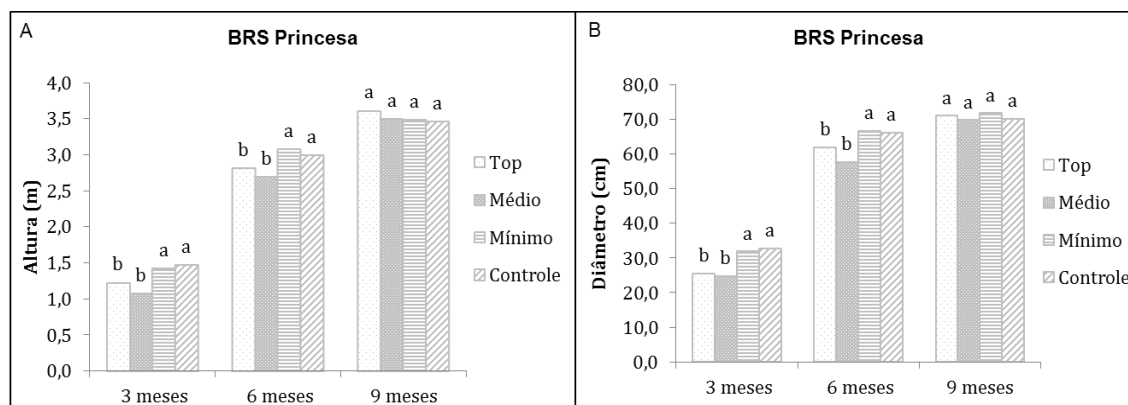 A
BRS Princesa
Altura (m)
4,0
3,5
3,0
2,5
2,0
1,5
1,0
0,5
0,0
b b a a
b b a a
a a a a
3 meses 6 meses 9 meses
Top
Médio
Mínimo
Controle
B
BRS Princesa
Diâmetro (cm)
80,0
70,0
60,0
50,0
40,0
30,0
20,0
10,0
0,0
b b a a
b b a a
a a a a
3 meses 6 meses 9 meses
Top
Médio
Mínimo
Controle